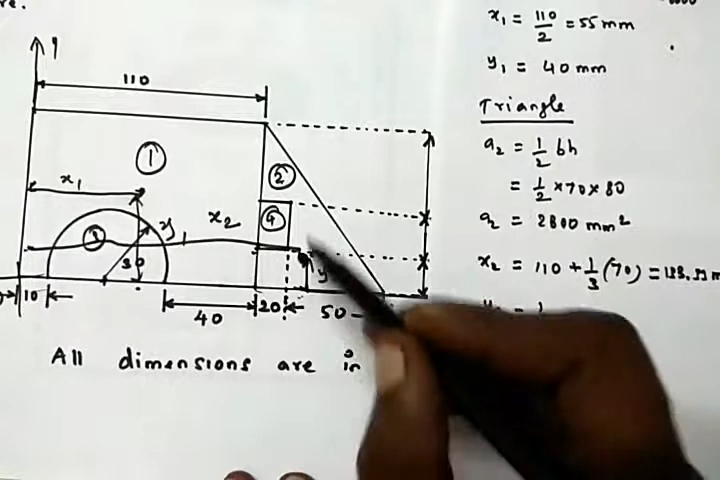 re.
x₁ = 110/2 = 55 mm
y₁ = 40 mm
Triangle
a₂ = 1/2 bh
= 1/2 × 70 × 80
a₂ = 2800 mm²
x₂ = 110 + 1/3 (70) = 133.33 m
y
110
①
②
x₁
x₂
④
③
y₁
30
y
10
40
20
50
All dimensions are in